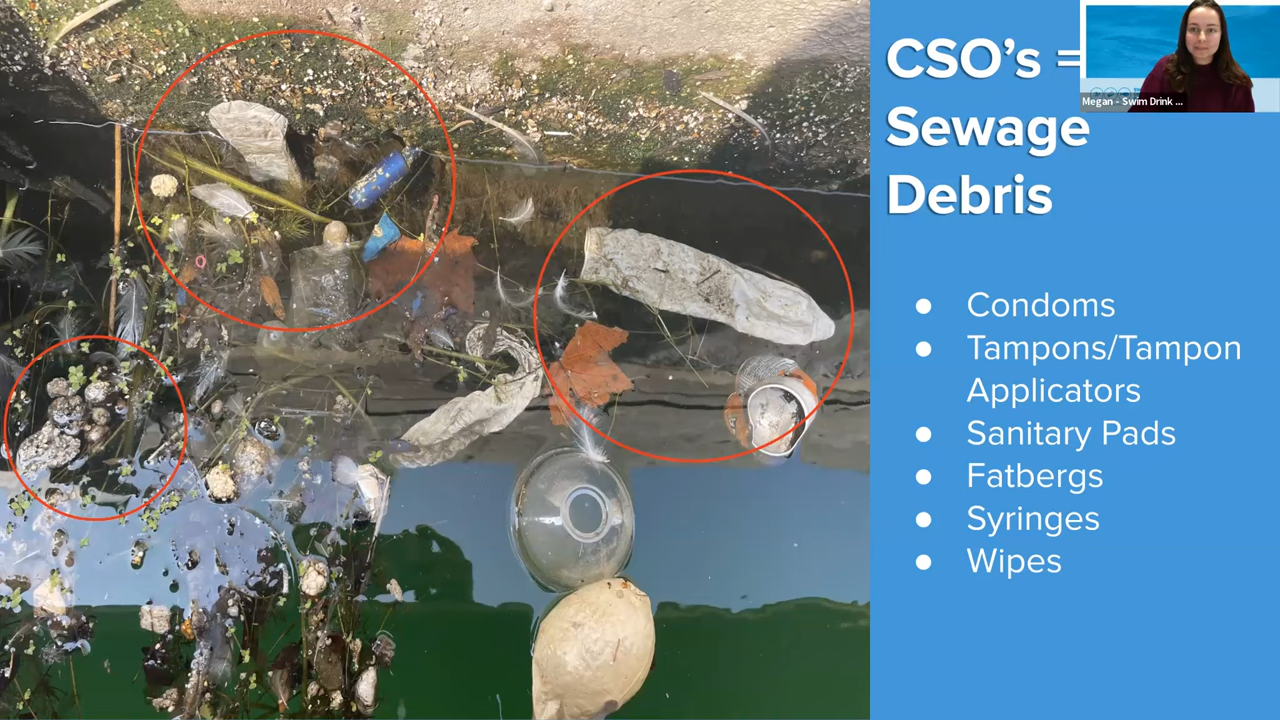 CSO's =
Sewage
Debris
Megan - Swim Drink ...
● Condoms
● Tampons/Tampon
Applicators
● Sanitary Pads
● Fatbergs
● Syringes
● Wipes